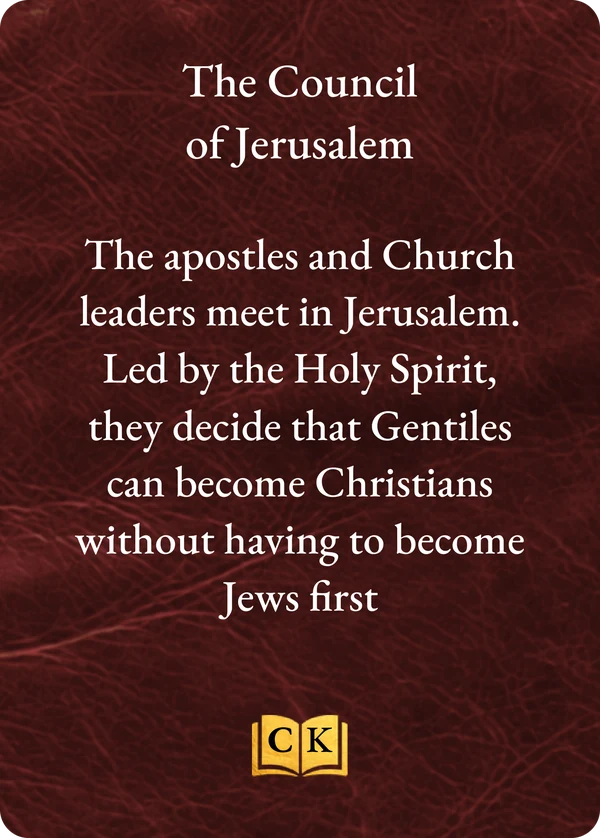 The Council
of Jerusalem
The apostles and Church
leaders meet in Jerusalem.
Led by the Holy Spirit,
they decide that Gentiles
can become Christians
without having to become
Jews first
C K